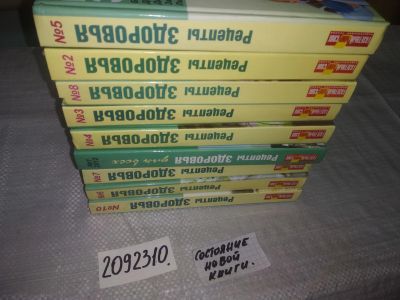 РЕЦЕПТЫ ЗДОРОВЬЯ №5
РЕЦЕПТЫ ЗДОРОВЬЯ №2
РЕЦЕПТЫ ЗДОРОВЬЯ №8
РЕЦЕПТЫ ЗДОРОВЬЯ №3
РЕЦЕПТЫ ЗДОРОВЬЯ №4
РЕЦЕПТЫ ЗДОРОВЬЯ для всех
РЕЦЕПТЫ ЗДОРОВЬЯ №7
РЕЦЕПТЫ ЗДОРОВЬЯ
РЕЦЕПТЫ ЗДОРОВЬЯ №10
2092310.
СОСТОЯНИЕ
НОВОЙ
КНИГИ.